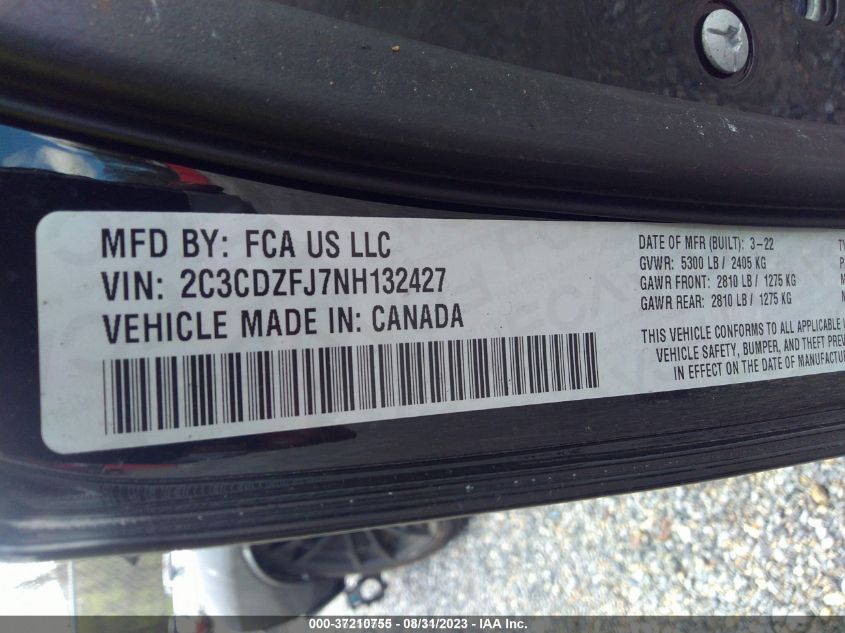 MFD BY: FCA US LLC
VIN: 2C3CDZFJ7NH132427
VEHICLE MADE IN: CANADA
DATE OF MFR (BUILT): 3-22
GVWR: 5300 LB / 2405 KG
GAWR FRONT: 2810 LB / 1275 KG
GAWR REAR: 2810 LB / 1275 KG
THIS VEHICLE CONFORMS TO ALL APPLICABLE
VEHICLE SAFETY, BUMPER, AND THEFT
IN EFFECT ON THE DATE OF
000-37210755 - 08/31/2023 - IAA Inc.